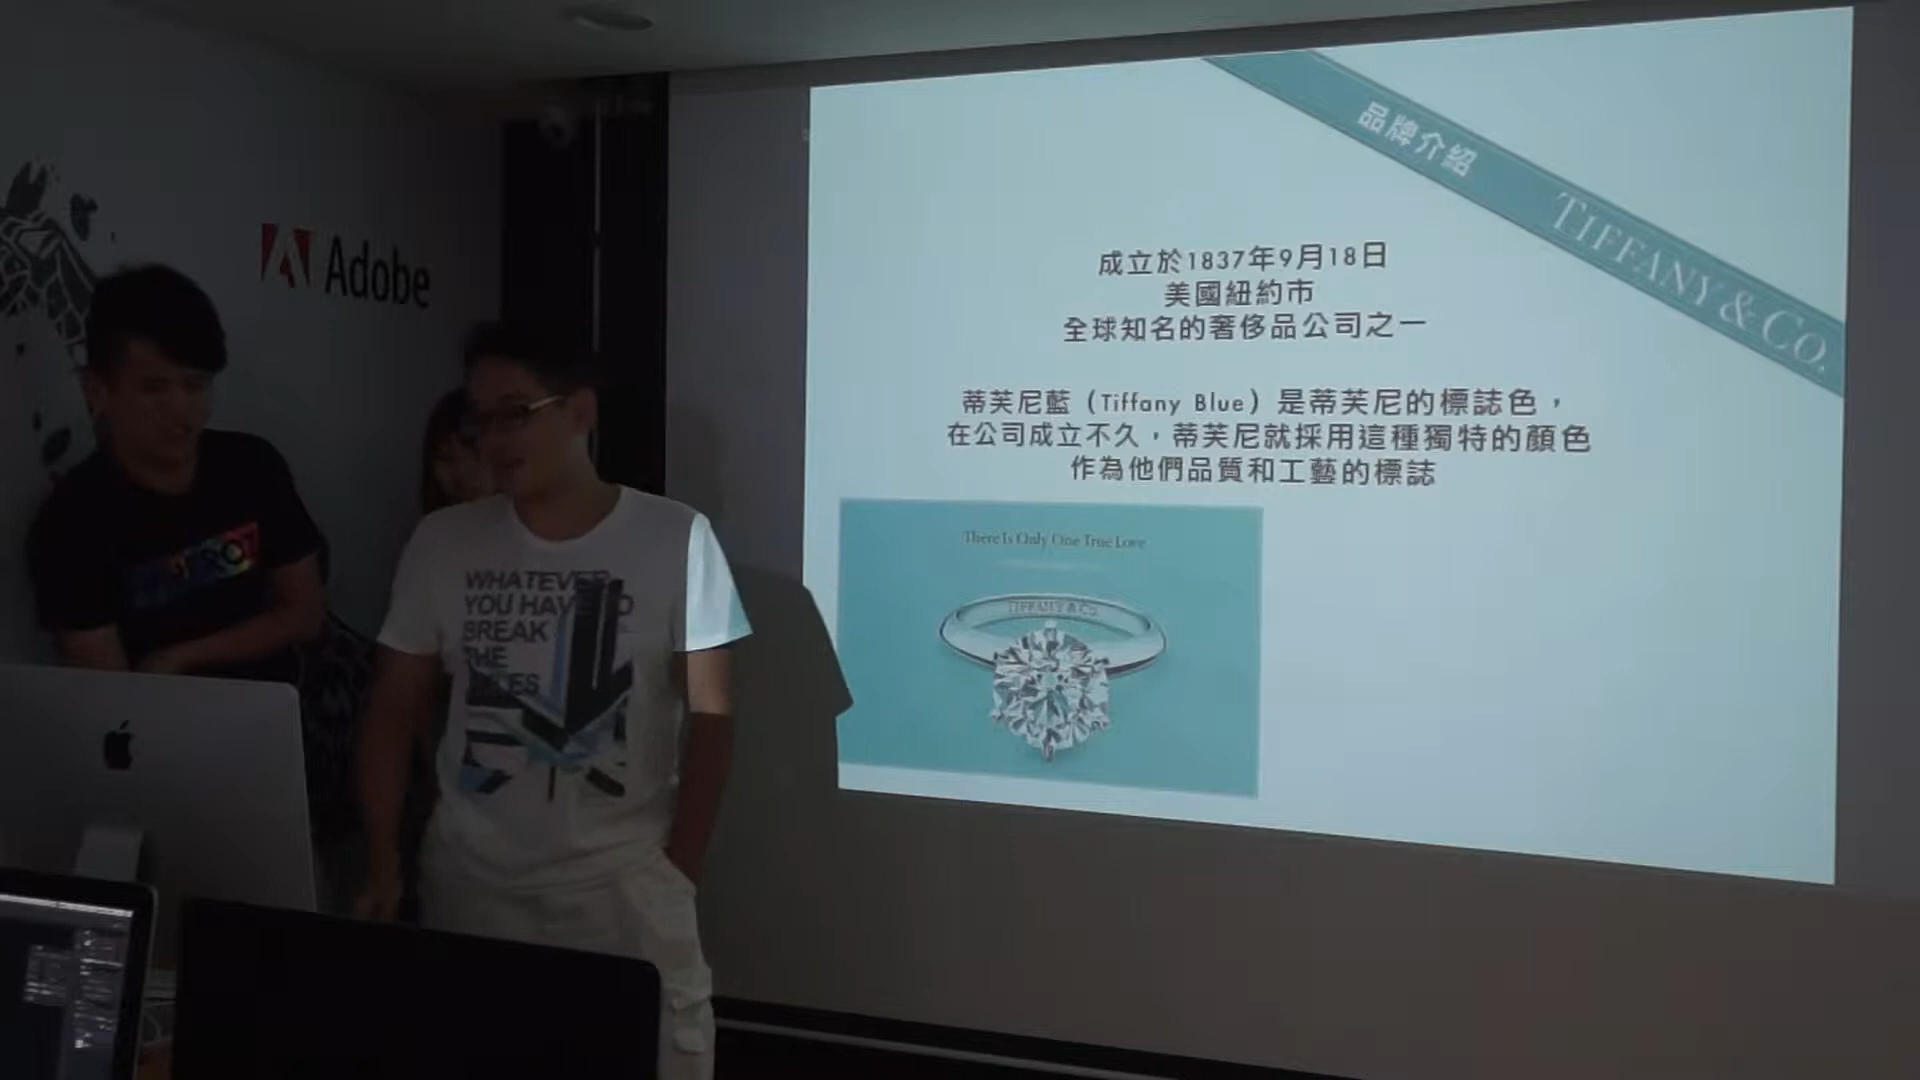 Adobe
品牌介紹
TIFFANY & CO.
成立於1837年9月18日
美國紐約市
全球知名的奢侈品公司之一
蒂芙尼藍（Tiffany Blue）是蒂芙尼的標誌色，
在公司成立不久，蒂芙尼就採用這種獨特的顏色
作為他們品質和工藝的標誌
There Is Only One True Love
TIFFANY & CO.
WHATEVER
YOU HAVE TO
BREAK
THE